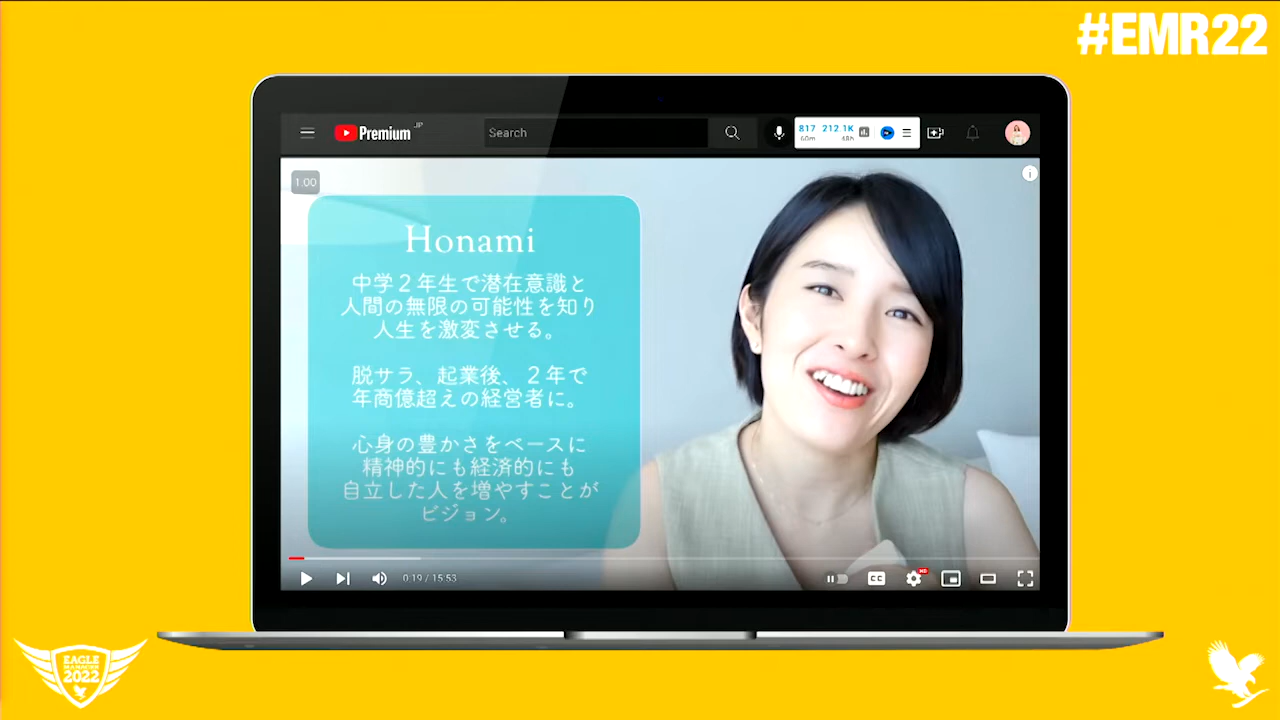 #EMR22
Premium JP
Search
817 212.1K
60m 48h
1:00
Honami
中学２年生で潜在意識と
人間の無限の可能性を知り
人生を激変させる。
脱サラ、起業後、２年で
年商億超えの経営者に。
心身の豊かさをベースに
精神的にも経済的にも
自立した人を増やすことが
ビジョン。
0:19 / 15:53
CC
HD
EAGLE
MANAGER
2022